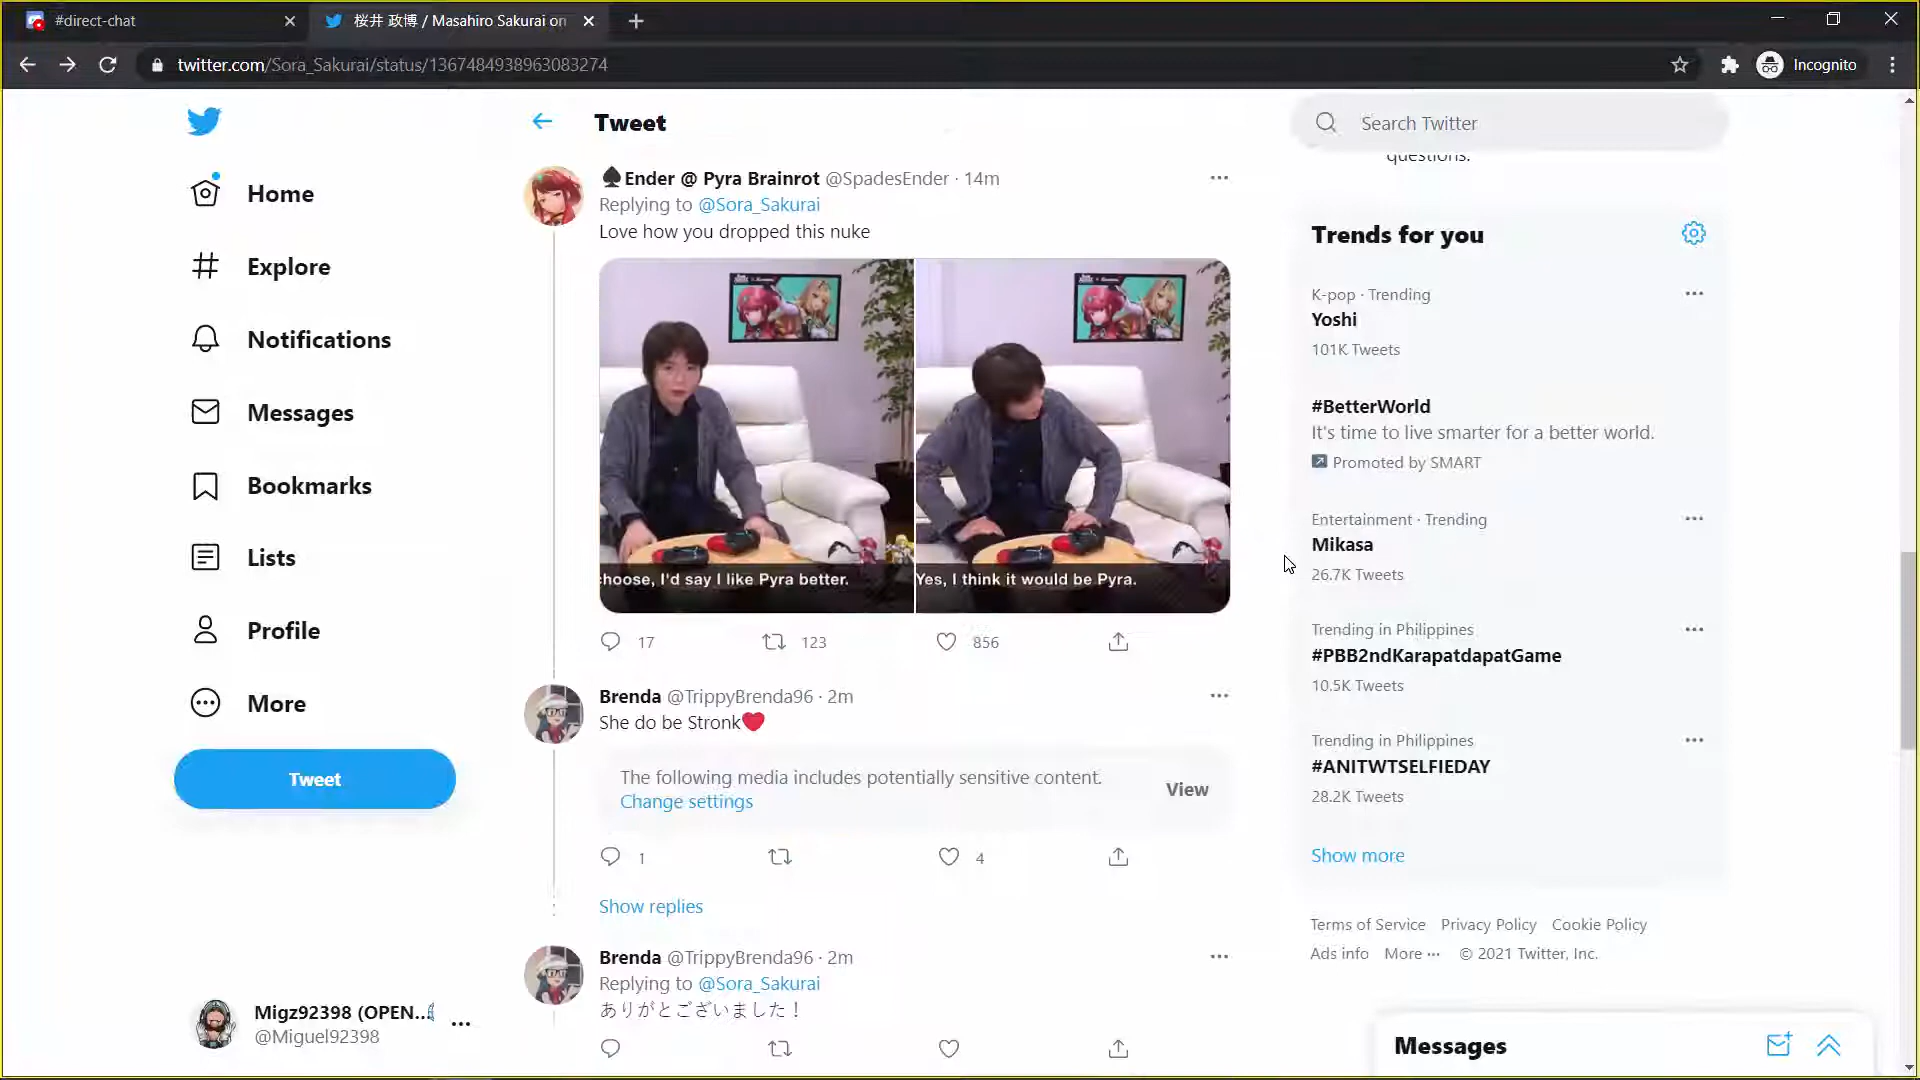 #direct-chat
桜井 政博 / Masahiro Sakurai on
twitter.com/Sora_Sakurai/status/1367484938963083274
Incognito
Home
Explore
Notifications
Messages
Bookmarks
Lists
Profile
More
Tweet
Migz92398 (OPEN...
@Miguel92398
Tweet
♠Ender @ Pyra Brainrot @SpadesEnder · 14m
Replying to @Sora_Sakurai
Love how you dropped this nuke
choose, I'd say I like Pyra better.
Yes, I think it would be Pyra.
17
123
856
Brenda @TrippyBrenda96 · 2m
She do be Stronk❤
The following media includes potentially sensitive content.
Change settings
View
1
4
Show replies
Brenda @TrippyBrenda96 · 2m
Replying to @Sora_Sakurai
ありがとございました！
Search Twitter
questions.
Trends for you
K-pop · Trending
Yoshi
101K Tweets
#BetterWorld
It's time to live smarter for a better world.
Promoted by SMART
Entertainment · Trending
Mikasa
26.7K Tweets
Trending in Philippines
#PBB2ndKarapatdapatGame
10.5K Tweets
Trending in Philippines
#ANITWTSELFIEDAY
28.2K Tweets
Show more
Terms of Service Privacy Policy Cookie Policy
Ads info More ··· © 2021 Twitter, Inc.
Messages